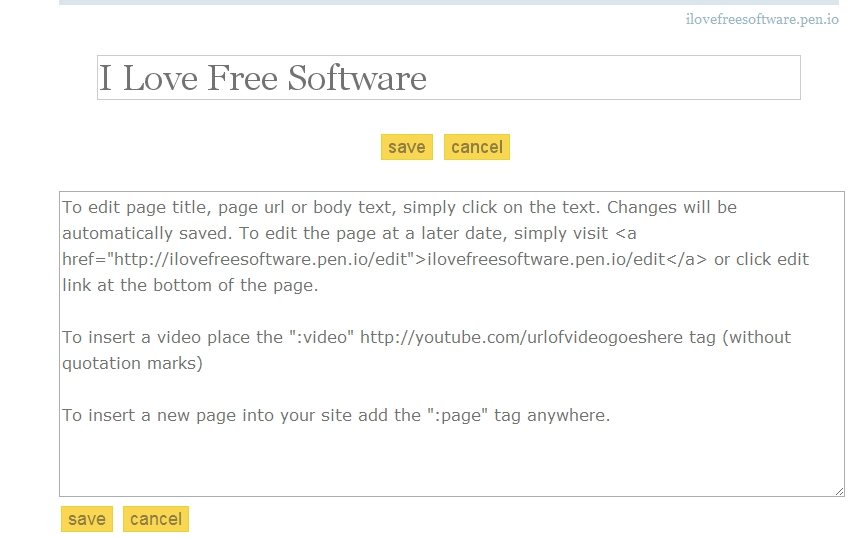 ilovefreesoftware.pen.io
I Love Free Software
save cancel
To edit page title, page url or body text, simply click on the text. Changes will be
automatically saved. To edit the page at a later date, simply visit <a
href="http://ilovefreesoftware.pen.io/edit">ilovefreesoftware.pen.io/edit</a> or click edit
link at the bottom of the page.
To insert a video place the ":video" http://youtube.com/urlofvideogoeshere tag (without
quotation marks)
To insert a new page into your site add the ":page" tag anywhere.
save cancel